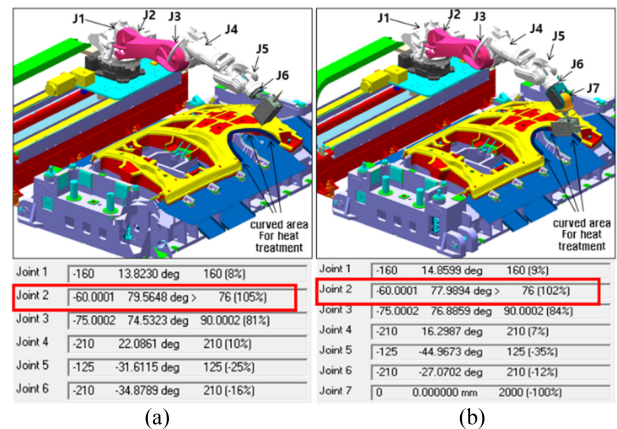 J1
J2
J3
J4
J5
J6
curved area
For heat
treatment
Joint 1 -160 13.8230 deg 160 (8%)
Joint 2 -60.0001 79.5648 deg > 76 (105%)
Joint 3 -75.0002 74.5323 deg 90.0002 (81%)
Joint 4 -210 22.0861 deg 210 (10%)
Joint 5 -125 -31.6115 deg 125 (-25%)
Joint 6 -210 -34.8789 deg 210 (-16%)
(a)
J1
J2
J3
J4
J5
J6
J7
curved area
For heat
treatment
Joint 1 -160 14.8599 deg 160 (9%)
Joint 2 -60.0001 77.9894 deg > 76 (102%)
Joint 3 -75.0002 76.8859 deg 90.0002 (84%)
Joint 4 -210 16.2987 deg 210 (7%)
Joint 5 -125 -44.9673 deg 125 (-35%)
Joint 6 -210 -27.0702 deg 210 (-12%)
Joint 7 0 0.000000 mm 2000 (-100%)
(b)